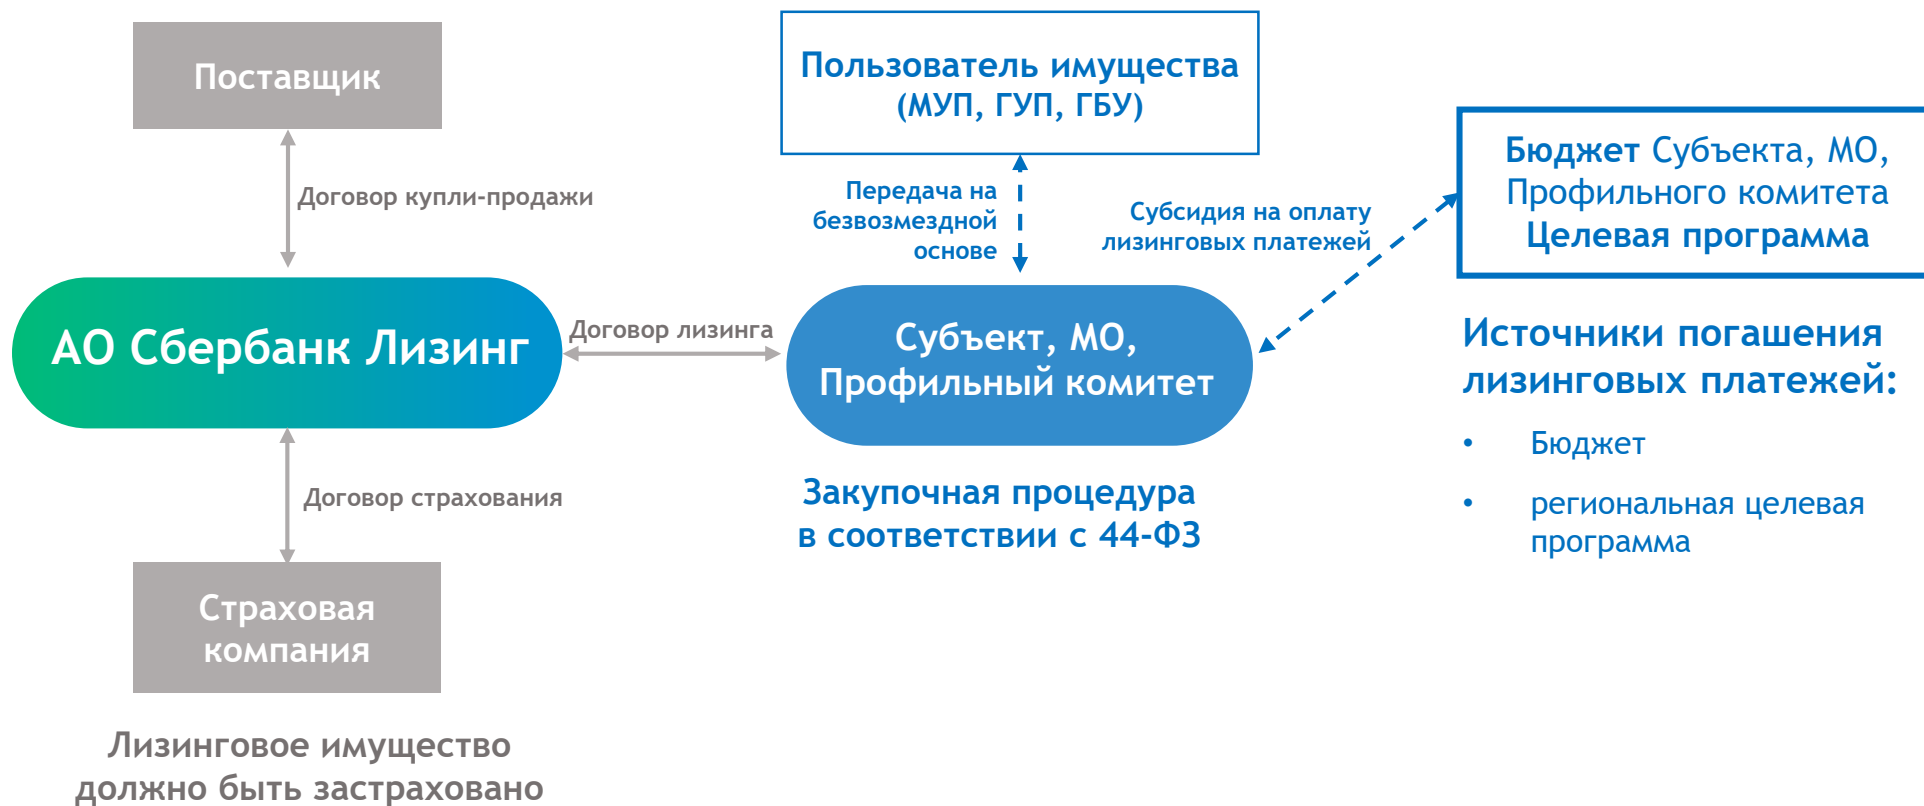 Поставщик
Договор купли-продажи
АО Сбербанк Лизинг
Договор страхования
Страховая
компания
Лизинговое имущество
должно быть застраховано
Договор лизинга
Пользователь имущества
(МУП, ГУП, ГБУ)
Передача на
безвозмездной
основе
Субъект, МО,
Профильный комитет
Закупочная процедура
в соответствии с 44-ФЗ
Субсидия на оплату
лизинговых платежей
Бюджет Субъекта, МО,
Профильного комитета
Целевая программа
Источники погашения
лизинговых платежей:
• Бюджет
• региональная целевая
программа